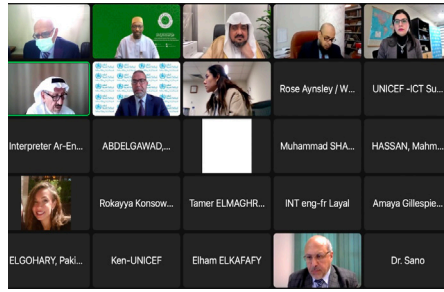 Rose Aynsley / W...
UNICEF -ICT Su...
Interpreter Ar-En...
ABDELGAWAD,...
Muhammad SHA...
HASSAN, Mahm...
Rokayya Konsow...
Tamer ELMAGHR...
INT eng-fr Layal
Amaya Gillespie...
ELGOHARY, Paki...
Ken-UNICEF
Elham ELKAFAFY
Dr. Sano